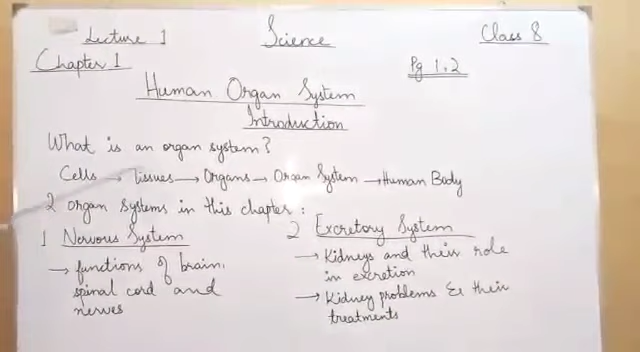 Lecture 1 Science Class 8
Chapter 1 Pg 1,2
Human Organ System
Introduction
What is an organ system?
Cells → Tissues → Organs → Organ System → Human Body
2 organ systems in this chapter:
1 Nervous System
→ functions of brain,
spinal cord and
nerves
2 Excretory System
→ Kidneys and their role
in excretion
→ Kidney problems & their
treatments